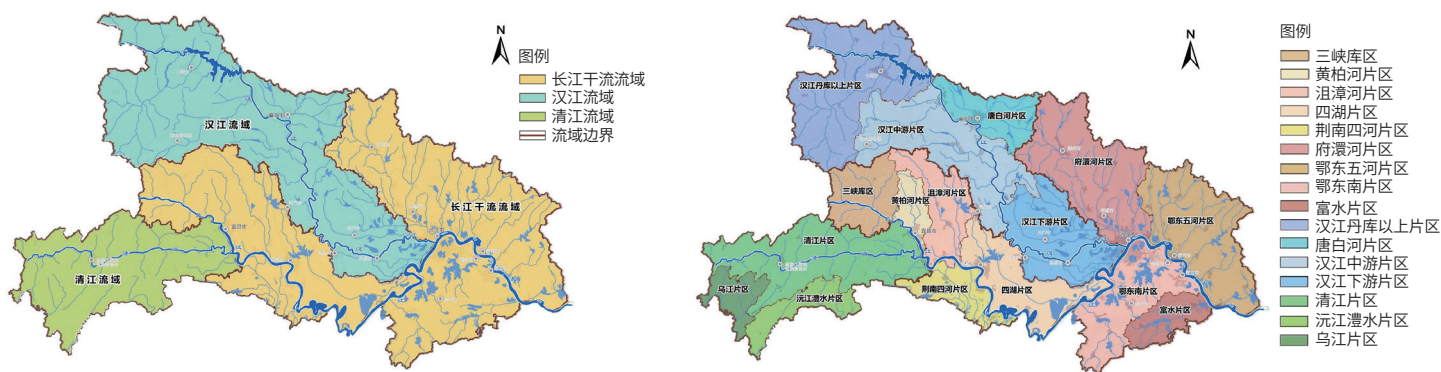 N
图例
长江干流流域
汉江流域
清江流域
流域边界
汉江流域
长江干流流域
清江流域
宜昌市
N
图例
三峡库区
黄柏河片区
沮漳河片区
四湖片区
荆南四河片区
府澴河片区
鄂东五河片区
鄂东南片区
富水片区
汉江丹库以上片区
唐白河片区
汉江中游片区
汉江下游片区
清江片区
沅江澧水片区
乌江片区
汉江丹库以上片区
唐白河片区
汉江中游片区
府澴河片区
三峡库区
沮漳河片区
黄柏河片区
汉江下游片区
鄂东五河片区
清江片区
乌江片区
沅江澧水片区
荆南四河片区
四湖片区
鄂东南片区
富水片区